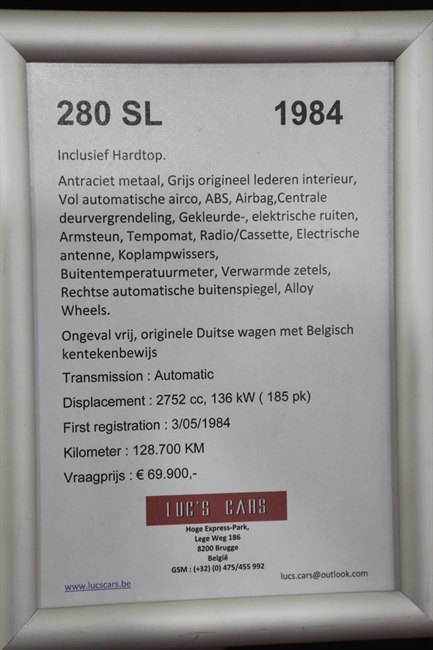 280 SL 1984
Inclusief Hardtop.
Antraciet metaal, Grijs origineel lederen interieur,
Vol automatische airco, ABS, Airbag,Centrale
deurvergrendeling, Gekleurde-, elektrische ruiten,
Armsteun, Tempomat, Radio/Cassette, Electrische
antenne, Koplampwissers,
Buitentemperatuurmeter, Verwarmde zetels,
Rechtse automatische buitenspiegel, Alloy
Wheels.
Ongeval vrij, originele Duitse wagen met Belgisch
kentekenbewijs
Transmission : Automatic
Displacement : 2752 cc, 136 kW ( 185 pk)
First registration : 3/05/1984
Kilometer : 128.700 KM
Vraagprijs : € 69.900,-
LUC'S CARS
Hoge Express-Park,
Lege Weg 186
8200 Brugge
België
GSM : (+32) (0) 475/455 992
www.lucscars.be lucs.cars@outlook.com